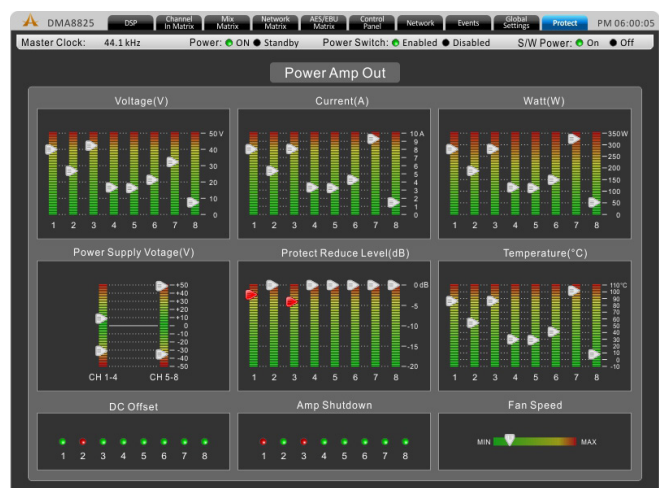 DMA8825 DSP Channel In Matrix Mix Matrix Network Matrix AES/EBU Matrix Control Panel Network Events Global Settings Protect PM 06:00:05
Master Clock: 44.1 kHz Power: ON Standby Power Switch: Enabled Disabled S/W Power: On Off
Power Amp Out
Voltage(V) Current(A) Watt(W)
50 V 10 A 350W
40 9 300
30 8 250
20 7 200
10 6 150
0 5 100
4 50
3 0
2
1
0
1 2 3 4 5 6 7 8 1 2 3 4 5 6 7 8 1 2 3 4 5 6 7 8
Power Supply Votage(V) Protect Reduce Level(dB) Temperature(°C)
+50 0 dB 110°C
+40 -5 90
+30 -10 80
+20 -15 70
+10 -20 60
0 50
-10 40
-20 30
-30 20
-40 10
-50 0
-10
CH 1-4 CH 5-8 1 2 3 4 5 6 7 8 1 2 3 4 5 6 7 8
DC Offset Amp Shutdown Fan Speed
MIN MAX
1 2 3 4 5 6 7 8 1 2 3 4 5 6 7 8